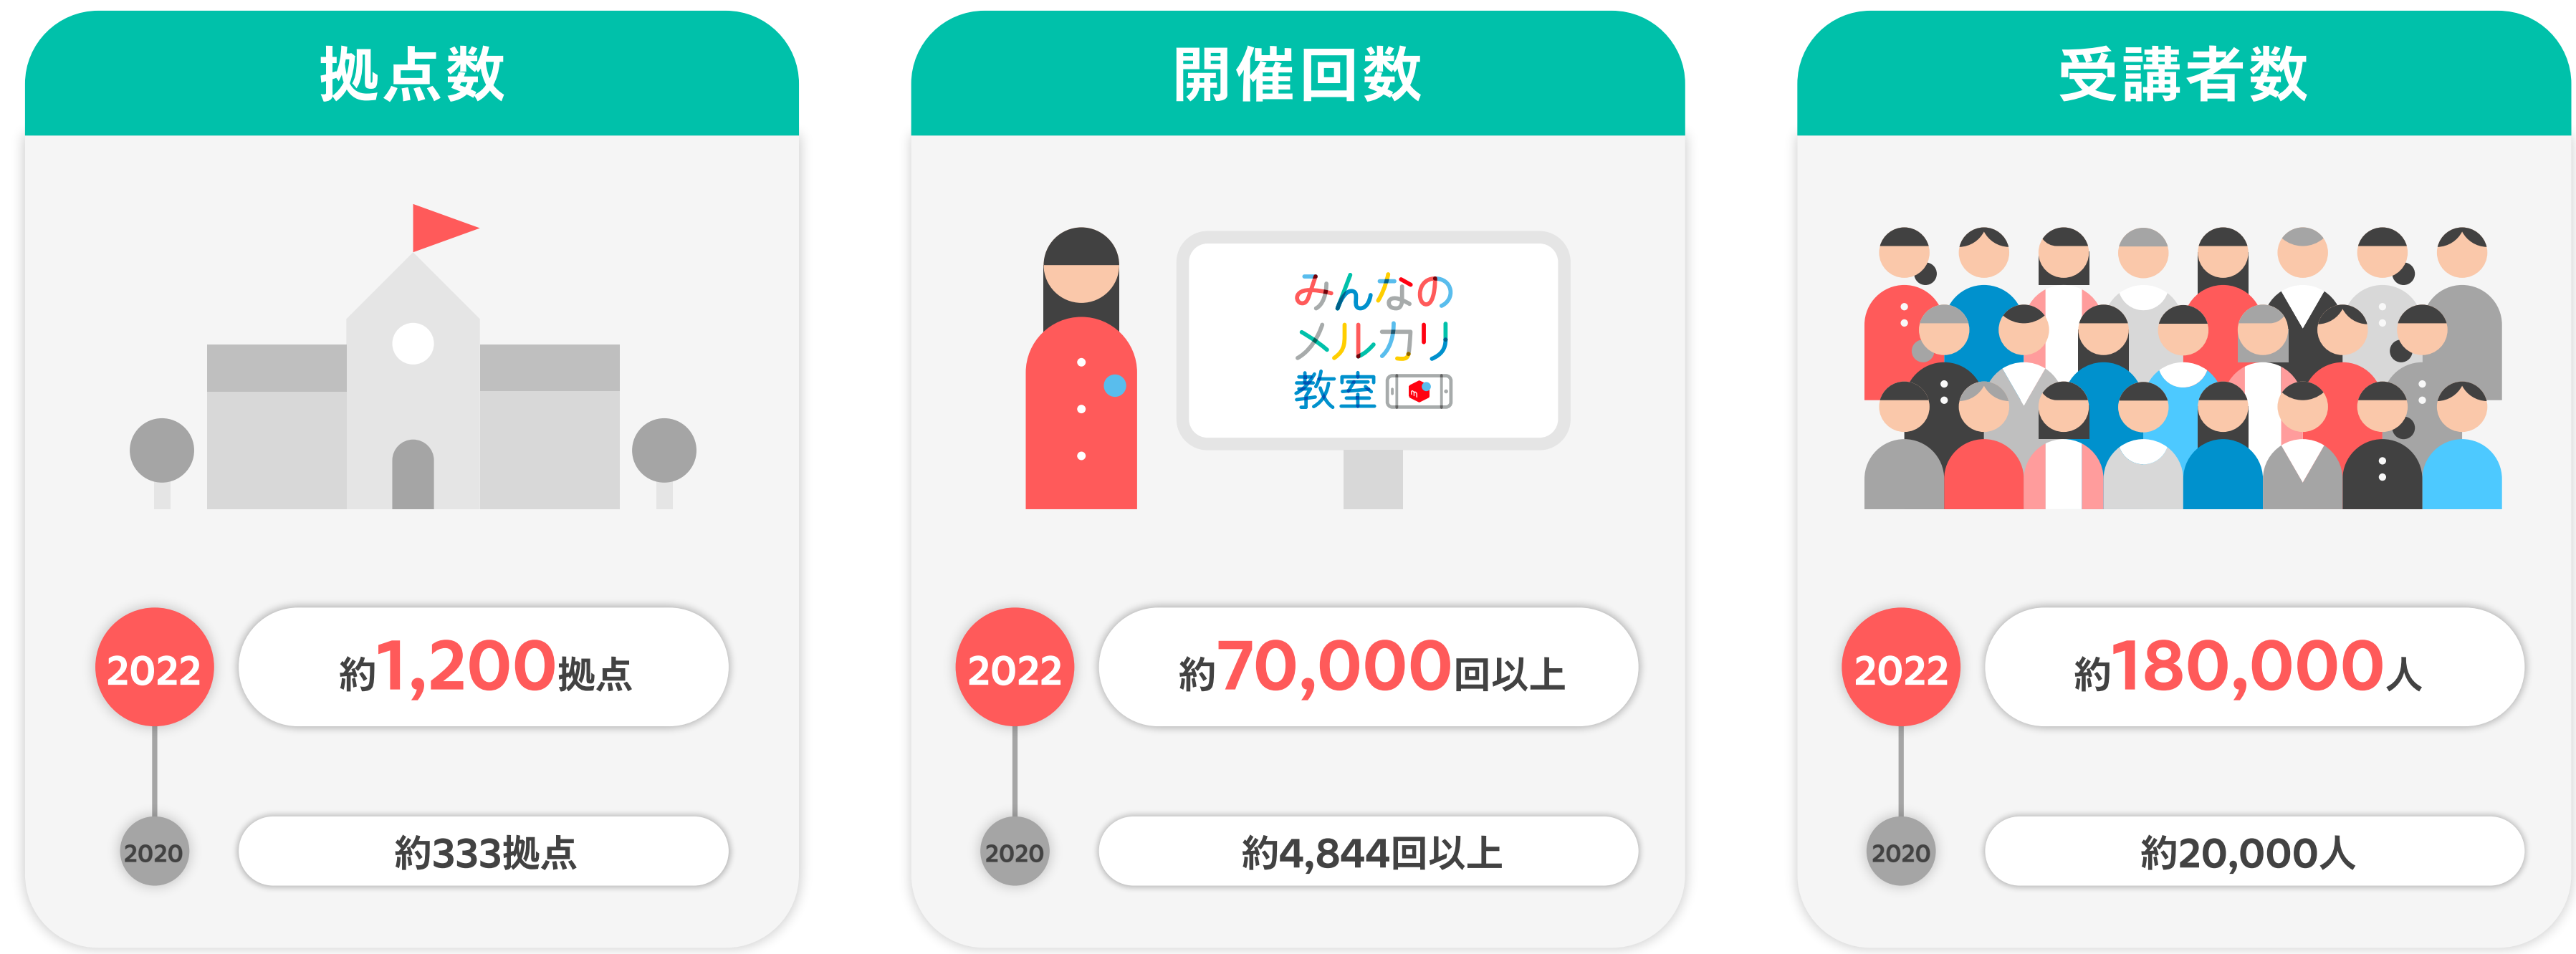 拠点数
2022
約1,200拠点
2020
約333拠点
開催回数
みんなの
メルカリ
教室
2022
約70,000回以上
2020
約4,844回以上
受講者数
2022
約180,000人
2020
約20,000人